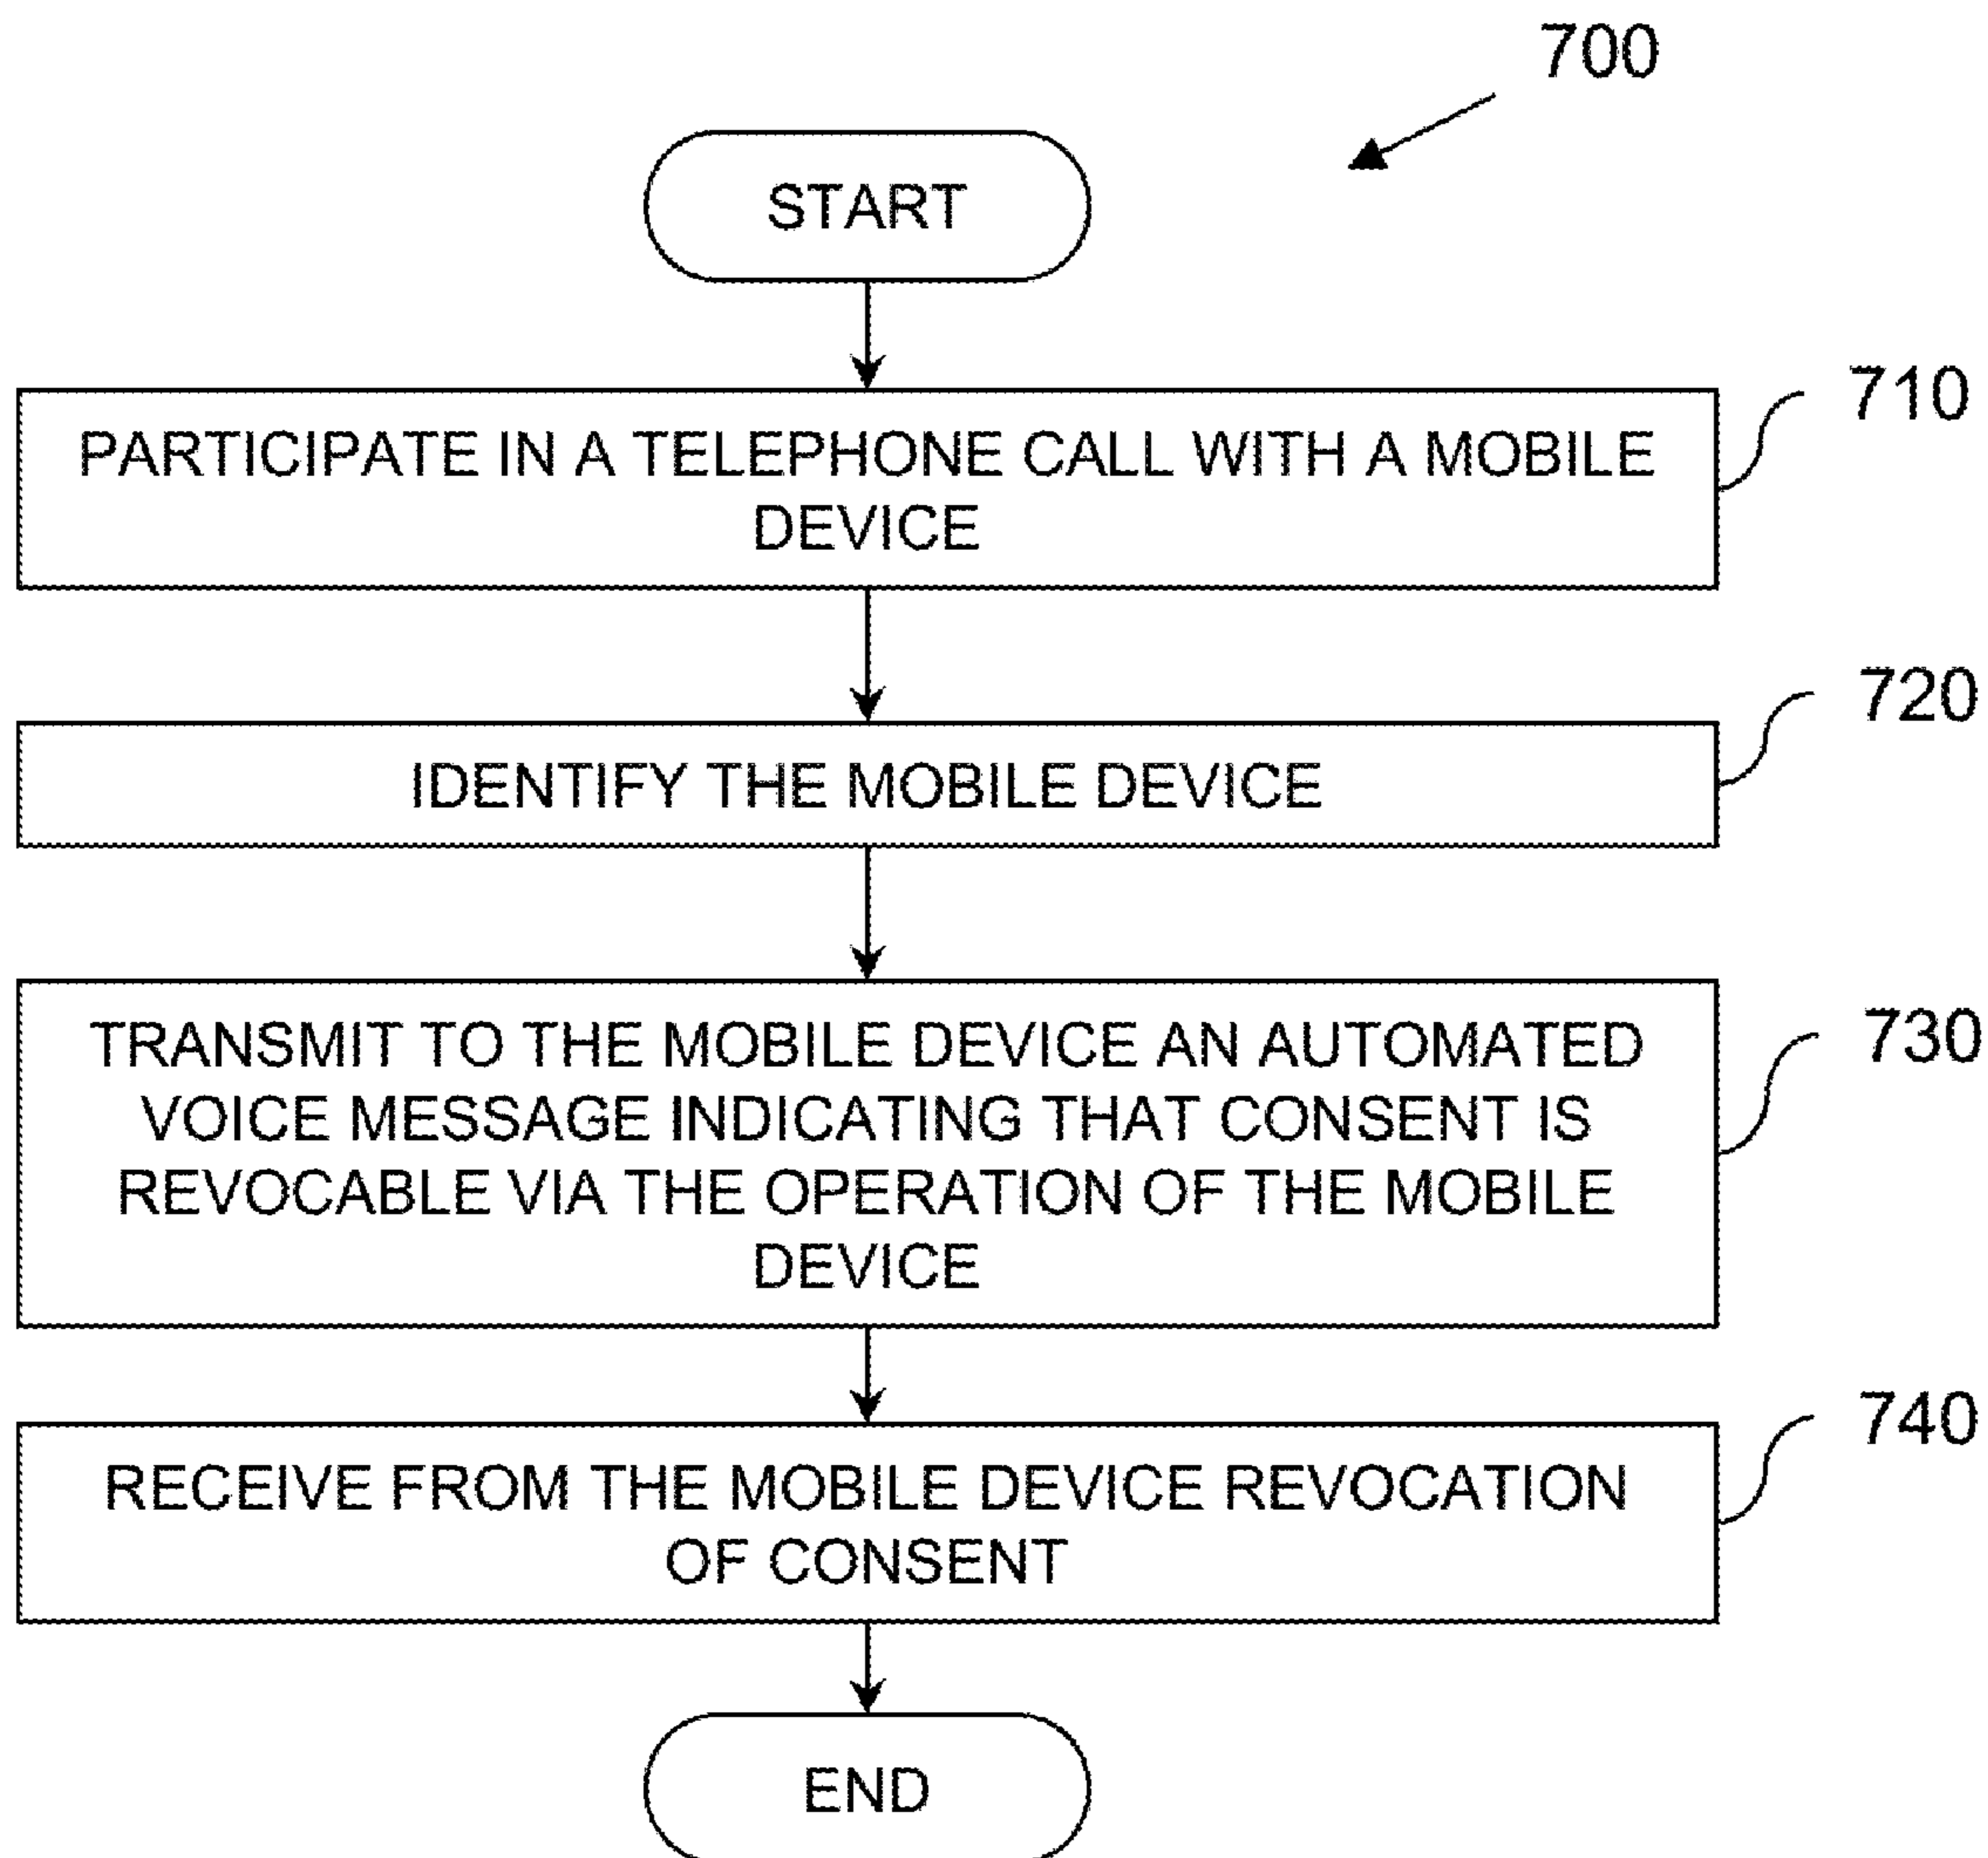 700
START
710
PARTICIPATE IN A TELEPHONE CALL WITH A MOBILE
DEVICE
720
IDENTIFY THE MOBILE DEVICE
730
TRANSMIT TO THE MOBILE DEVICE AN AUTOMATED
VOICE MESSAGE INDICATING THAT CONSENT IS
REVOCABLE VIA THE OPERATION OF THE MOBILE
DEVICE
740
RECEIVE FROM THE MOBILE DEVICE REVOCATION
OF CONSENT
END